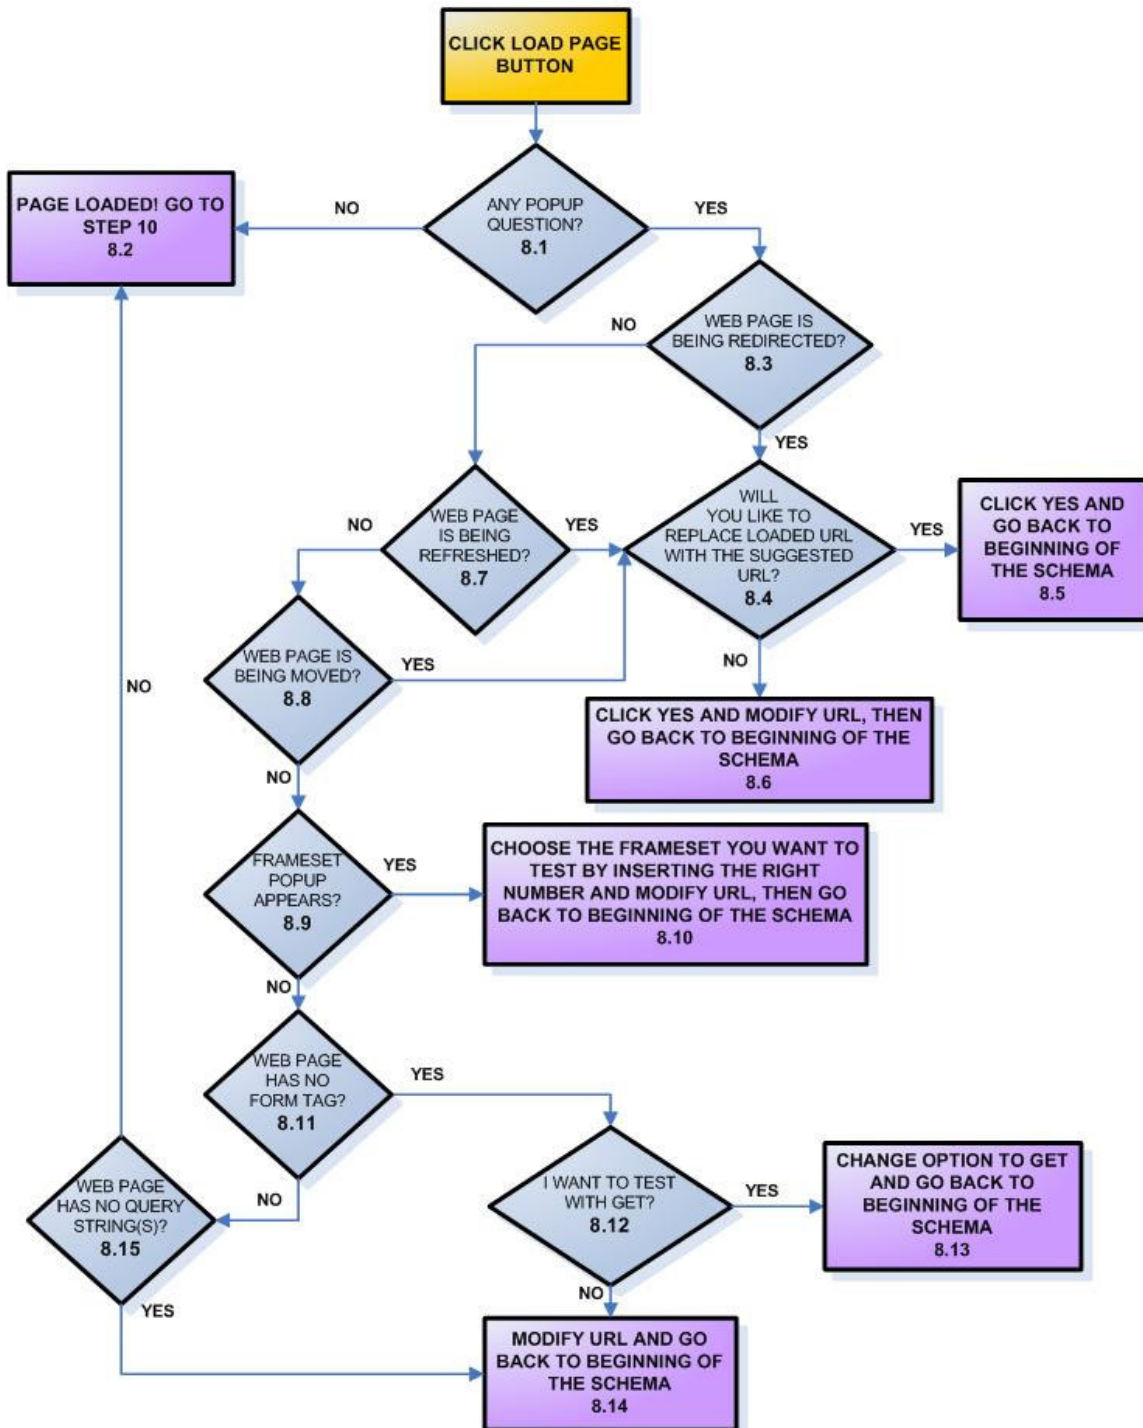 CLICK LOAD PAGE
BUTTON
PAGE LOADED! GO TO
STEP 10
8.2
NO
ANY POPUP
QUESTION?
8.1
YES
NO
WEB PAGE IS
BEING REDIRECTED?
8.3
YES
NO
WEB PAGE
IS BEING
REFRESHED?
8.7
YES
WILL
YOU LIKE TO
REPLACE LOADED URL
WITH THE SUGGESTED
URL?
8.4
YES
CLICK YES AND
GO BACK TO
BEGINNING OF
THE SCHEMA
8.5
NO
WEB PAGE IS
BEING MOVED?
8.8
YES
NO
CLICK YES AND MODIFY URL, THEN
GO BACK TO BEGINNING OF THE
SCHEMA
8.6
NO
FRAMESET
POPUP
APPEARS?
8.9
YES
CHOOSE THE FRAMESET YOU WANT TO
TEST BY INSERTING THE RIGHT
NUMBER AND MODIFY URL, THEN GO
BACK TO BEGINNING OF THE SCHEMA
8.10
NO
WEB PAGE
HAS NO
FORM TAG?
8.11
YES
NO
WEB PAGE
HAS NO QUERY
STRING(S)?
8.15
YES
I WANT TO TEST
WITH GET?
8.12
YES
CHANGE OPTION TO GET
AND GO BACK TO
BEGINNING OF THE
SCHEMA
8.13
NO
MODIFY URL AND GO
BACK TO BEGINNING OF
THE SCHEMA
8.14